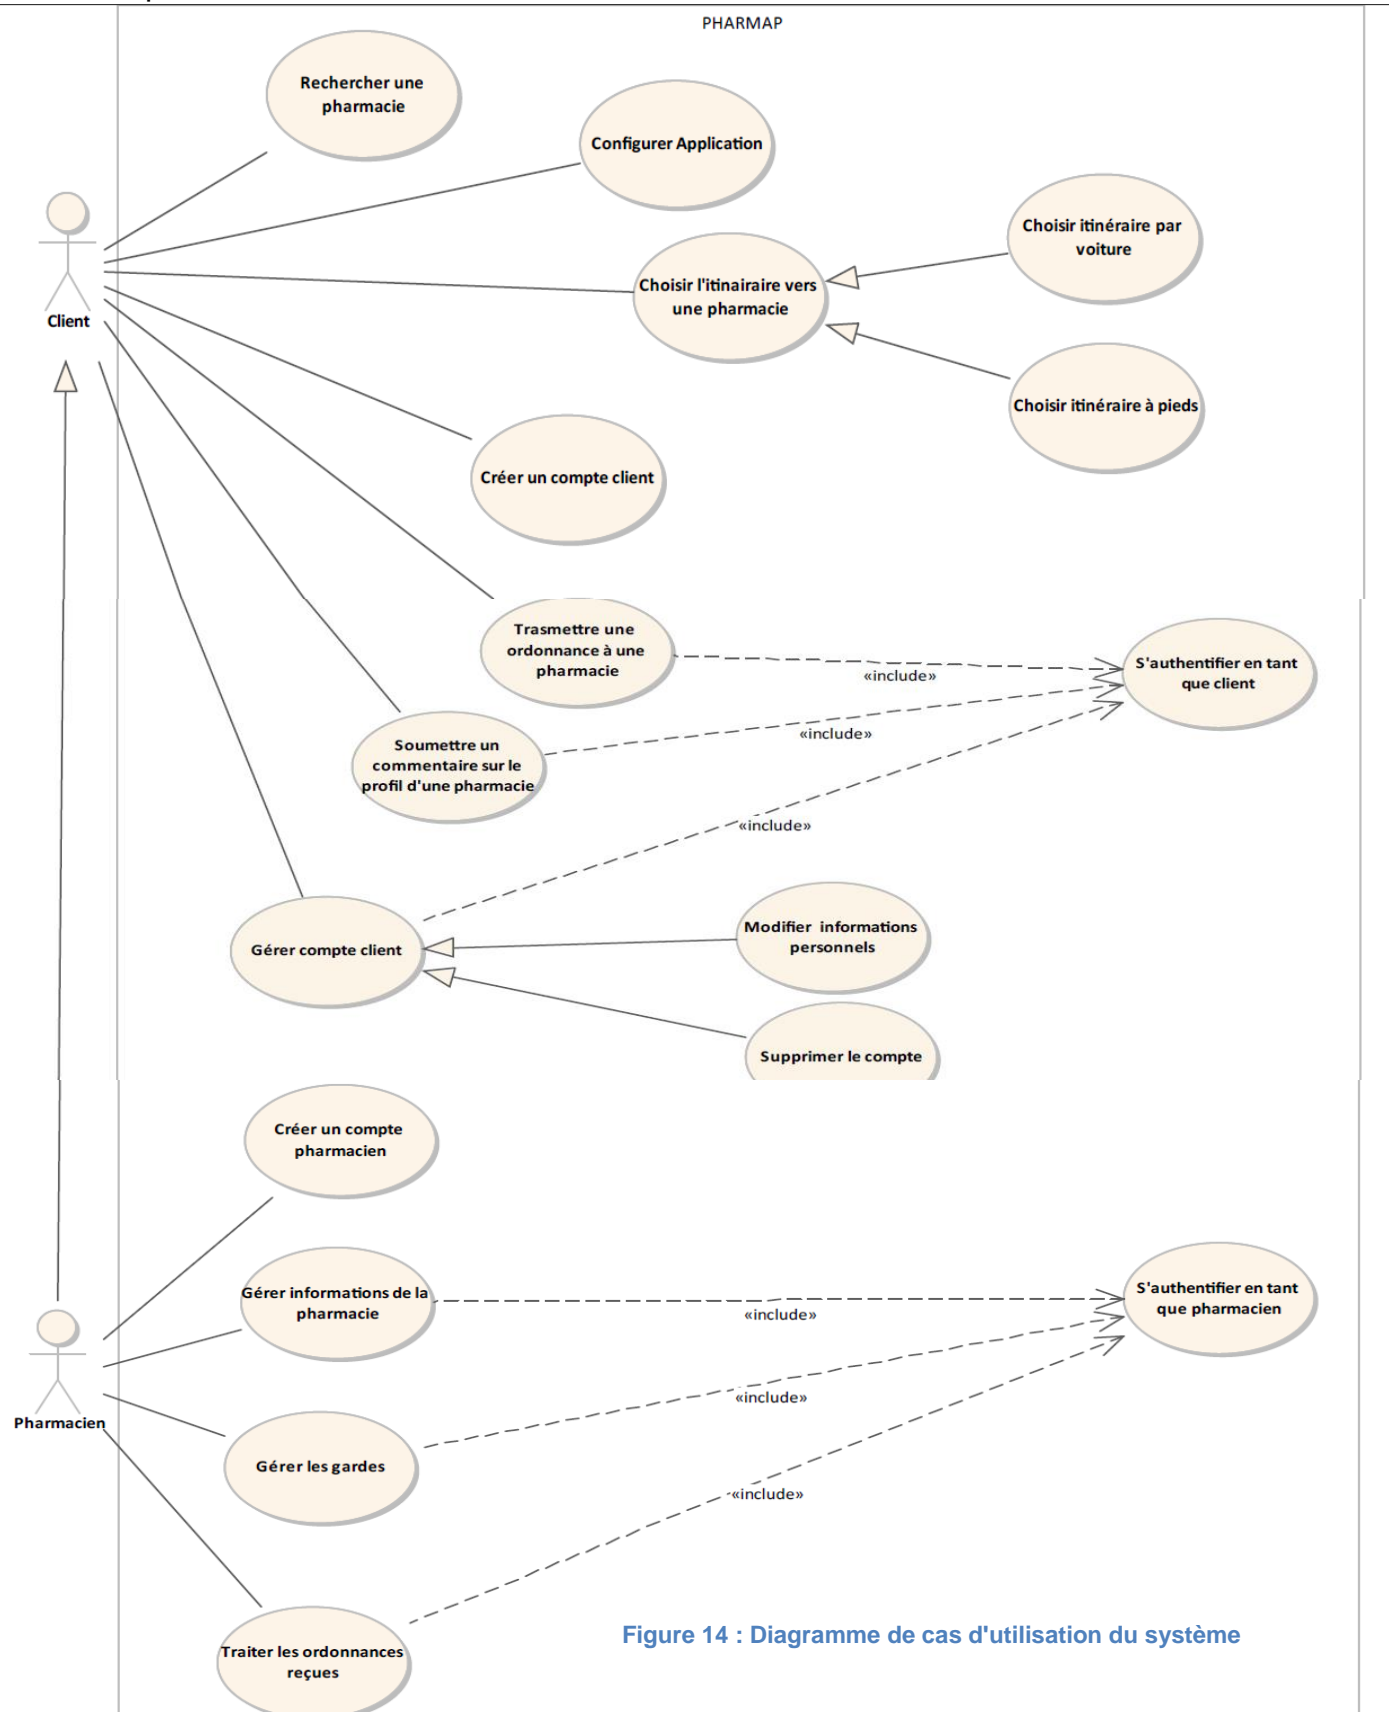 PHARMAP
Rechercher une
pharmacie
Configurer Application
Choisir itinéraire par
voiture
Choisir l'itinairaire vers
une pharmacie
Client
Choisir itinéraire à pieds
Créer un compte client
Trasmettre une
ordonnance à une
pharmacie
S'authentifier en tant
que client
«include»
«include»
Soumettre un
commentaire sur le
profil d'une pharmacie
«include»
Modifier informations
personnels
Gérer compte client
Supprimer le compte
Créer un compte
pharmacien
Gérer informations de la
pharmacie
S'authentifier en tant
que pharmacien
«include»
«include»
Pharmacien
Gérer les gardes
«include»
Figure 14 : Diagramme de cas d'utilisation du système
Traiter les ordonnances
reçues